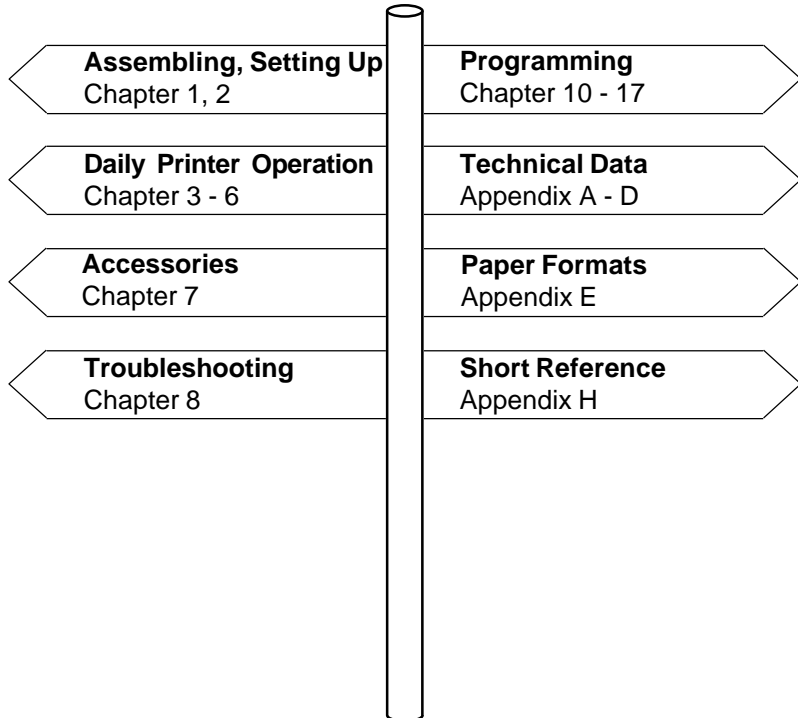 Assembling, Setting Up
Chapter 1, 2
Programming
Chapter 10 - 17
Daily Printer Operation
Chapter 3 - 6
Technical Data
Appendix A - D
Accessories
Chapter 7
Paper Formats
Appendix E
Troubleshooting
Chapter 8
Short Reference
Appendix H